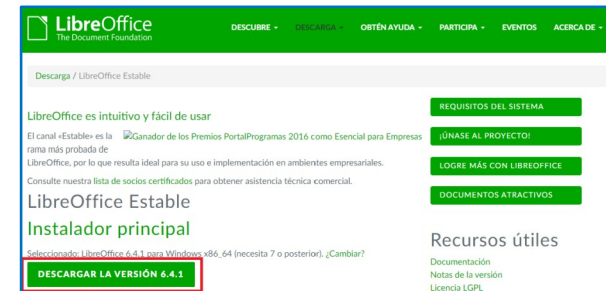 LibreOffice
The Document Foundation
DESCUBRE
DESCARGA
OBTÉN AYUDA
PARTICIPA
EVENTOS
ACERCA DE
Descarga / LibreOffice Estable
LibreOffice es intuitivo y fácil de usar
El canal «Estable» es la Ganador de los Premios PortalProgramas 2016 como Esencial para Empresas
rama más probada de
LibreOffice, por lo que resulta ideal para su uso e implementación en ambientes empresariales.
Consulte nuestra lista de socios certificados para obtener asistencia técnica comercial.
LibreOffice Estable
Instalador principal
Seleccionado: LibreOffice 6.4.1 para Windows x86_64 (necesita 7 o posterior). ¿Cambiar?
DESCARGAR LA VERSIÓN 6.4.1
REQUISITOS DEL SISTEMA
¡ÚNASE AL PROYECTO!
LOGRE MÁS CON LIBREOFFICE
DOCUMENTOS ATRACTIVOS
Recursos útiles
Documentación
Notas de la versión
Licencia LGPL